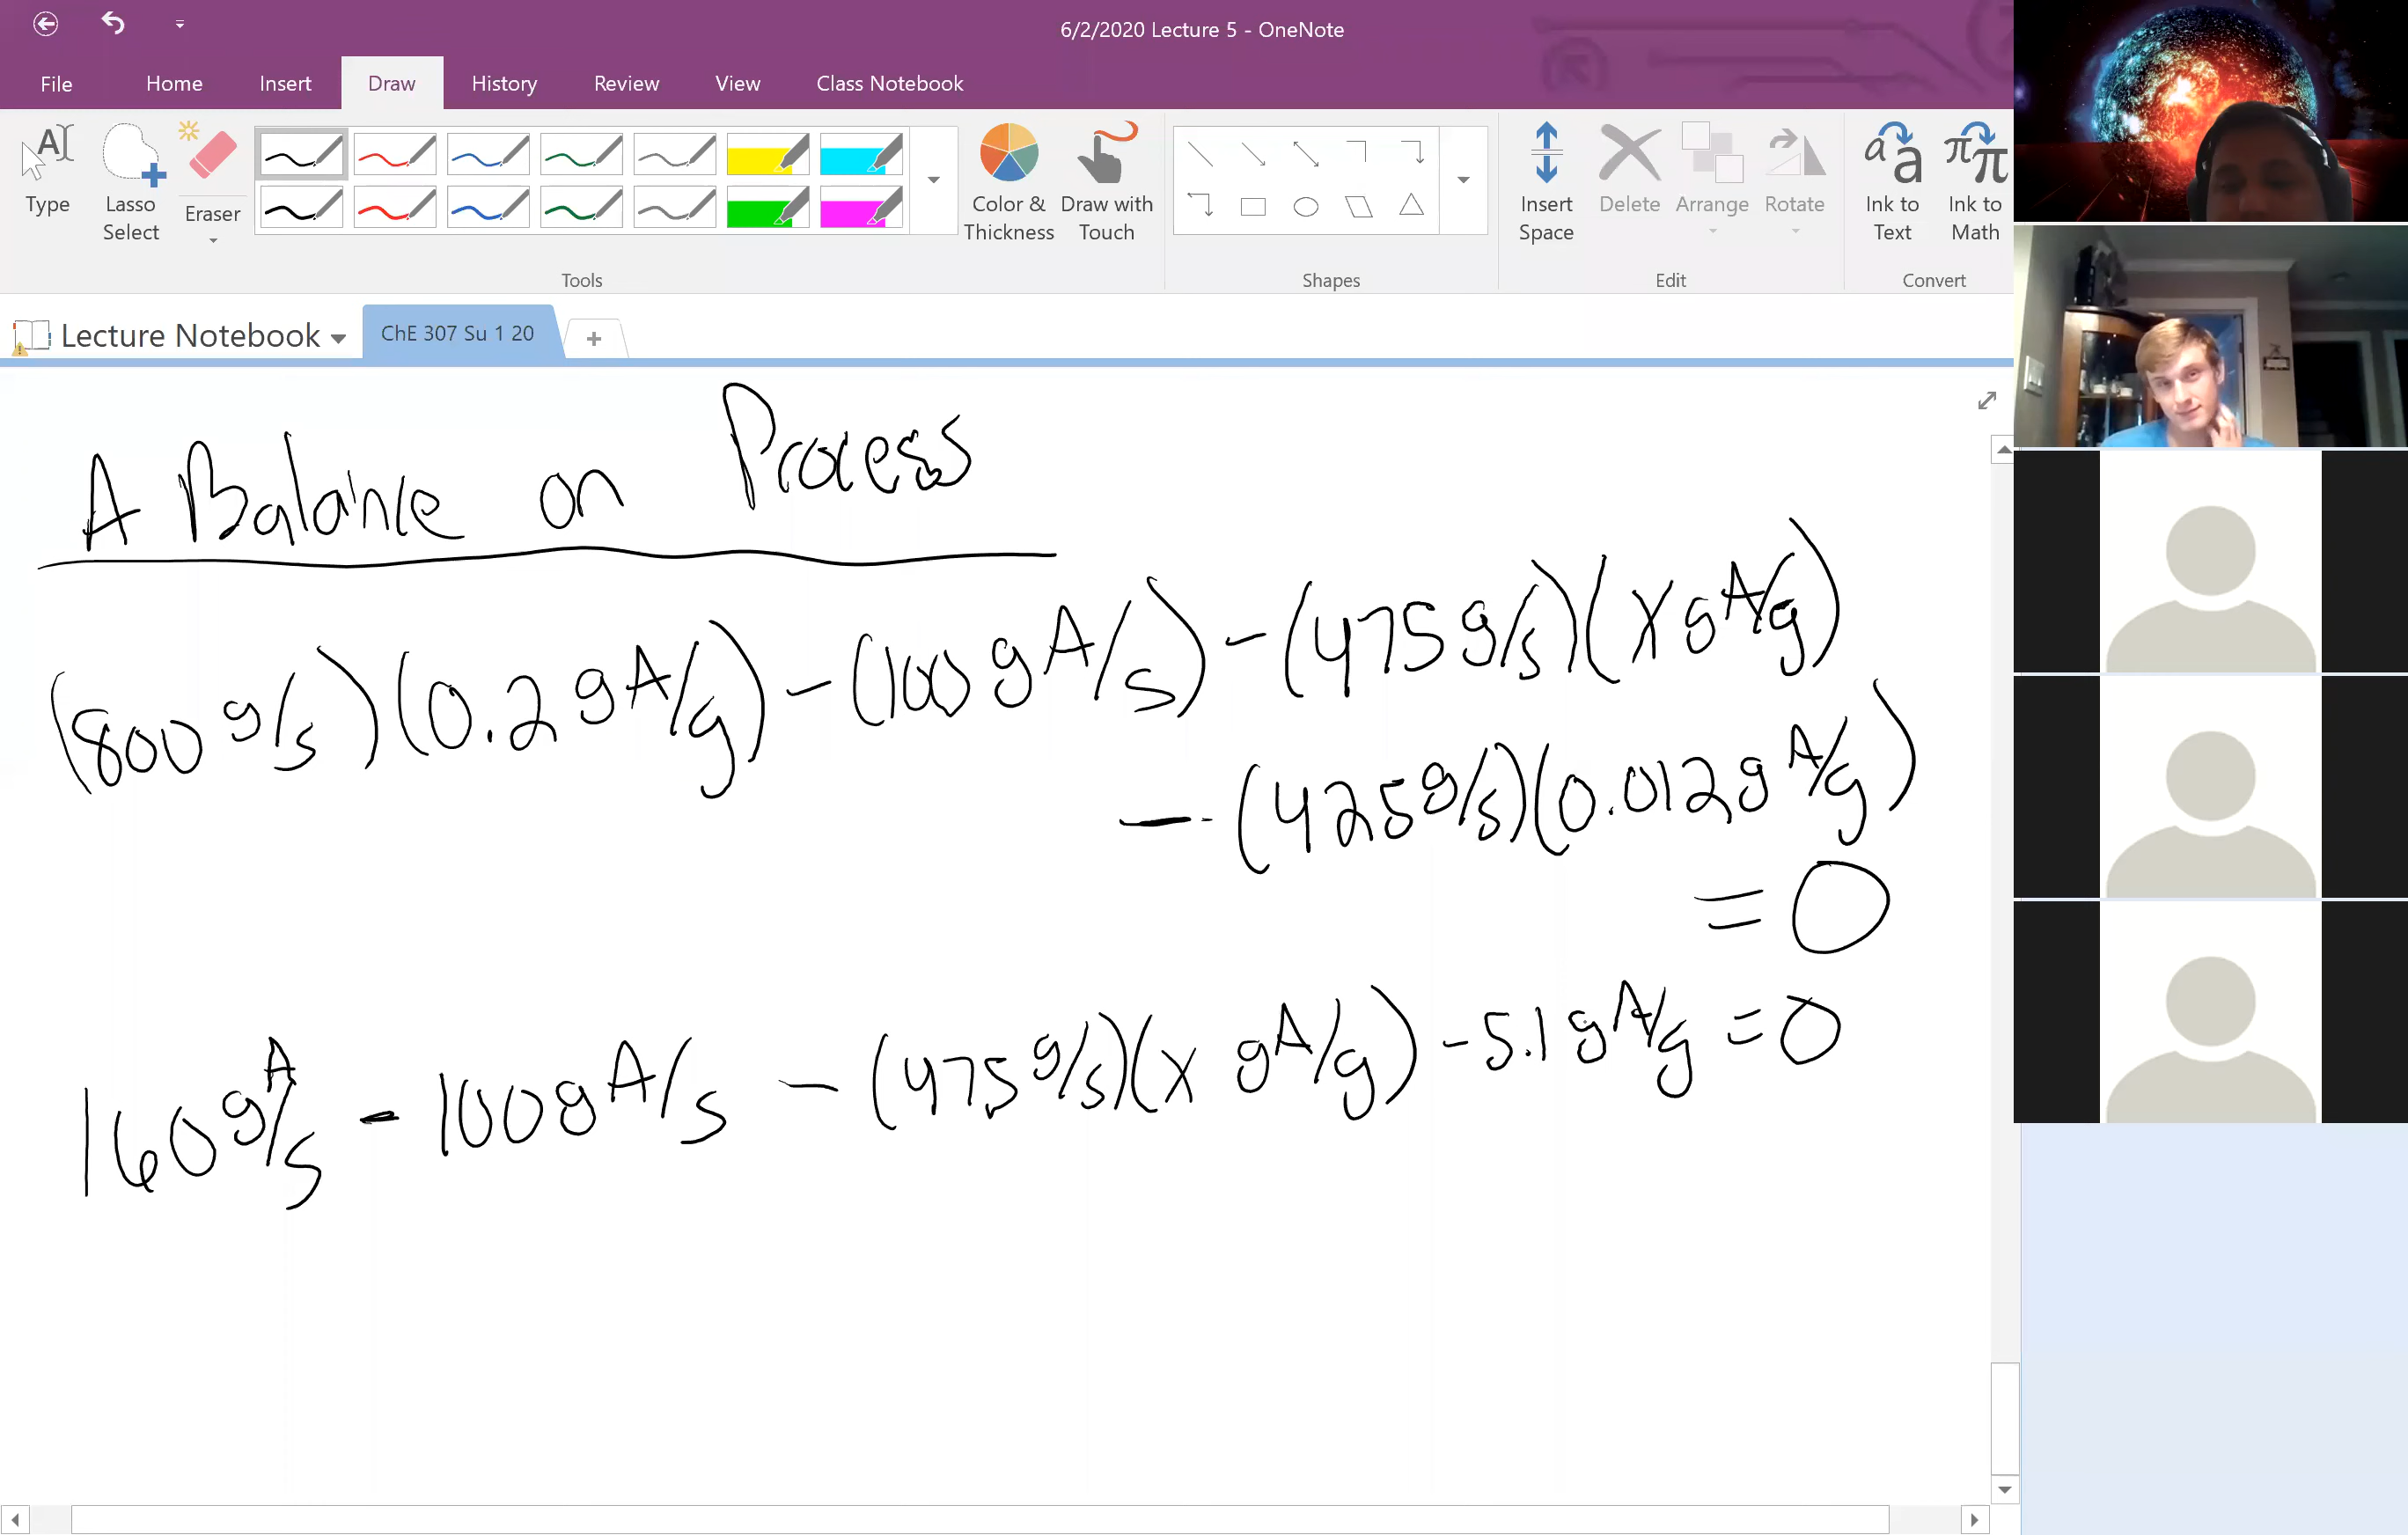 6/2/2020 Lecture 5 - OneNote
File Home Insert Draw History Review View Class Notebook
Type
Lasso Select
Eraser
Color & Thickness
Draw with Touch
Insert Space
Delete
Arrange
Rotate
Ink to Text
Ink to Math
Tools Shapes Edit Convert
Lecture Notebook ChE 307 Su 1 20 +
A Balance on Process
(800 g/s)(0.2 gA/g) - (100 gA/s) - (475 g/s)(x gA/g)
- (425 g/s)(0.012 gA/g)
= 0
160 gA/s - 100 gA/s - (475 g/s)(x gA/g) - 5.1 gA/g = 0